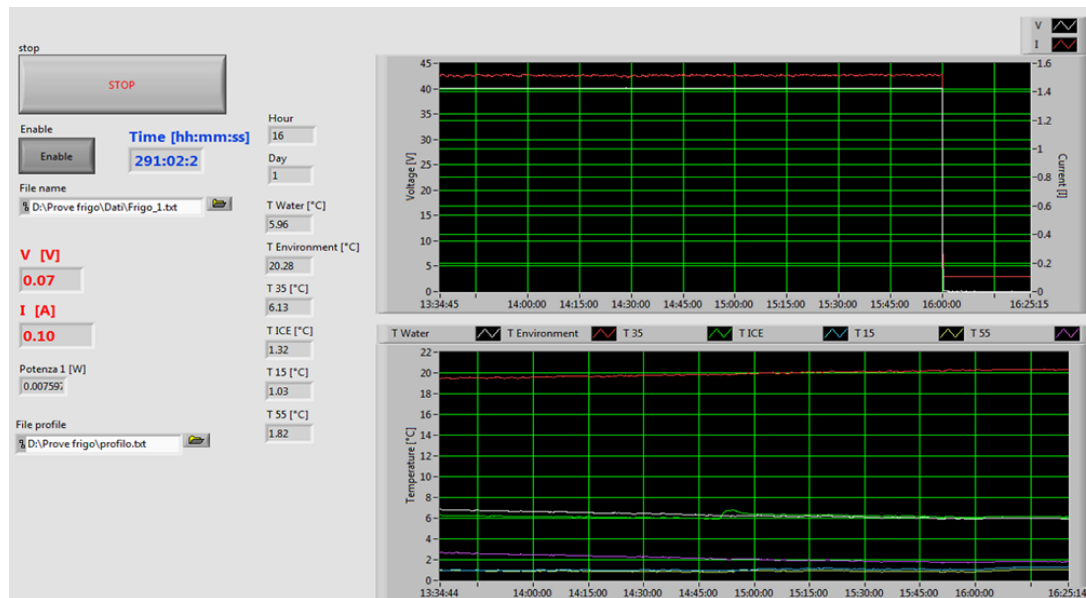 stop
STOP
Enable
Enable
Time [hh:mm:ss]
291:02:2
File name
D:\Prove frigo\Dati\Frigo_1.txt
V [V]
0.07
I [A]
0.10
Potenza 1 [W]
0.00759
File profile
D:\Prove frigo\profilo.txt
Hour
16
Day
1
T Water [°C]
5.96
T Environment [°C]
20.28
T 35 [°C]
6.13
T ICE [°C]
1.32
T 15 [°C]
1.03
T 55 [°C]
1.82
V
I
Voltage [V]
45
40
35
30
25
20
15
10
5
0
Current [I]
1.6
1.4
1.2
1
0.8
0.6
0.4
0.2
0
13:34:45 14:00:00 14:15:00 14:30:00 14:45:00 15:00:00 15:15:00 15:30:00 15:45:00 16:00:00 16:25:15
T Water T Environment T 35 T ICE T 15 T 55
Temperature [°C]
22
20
18
16
14
12
10
8
6
4
2
0
13:34:44 14:00:00 14:15:00 14:30:00 14:45:00 15:00:00 15:15:00 15:30:00 15:45:00 16:00:00 16:25:14